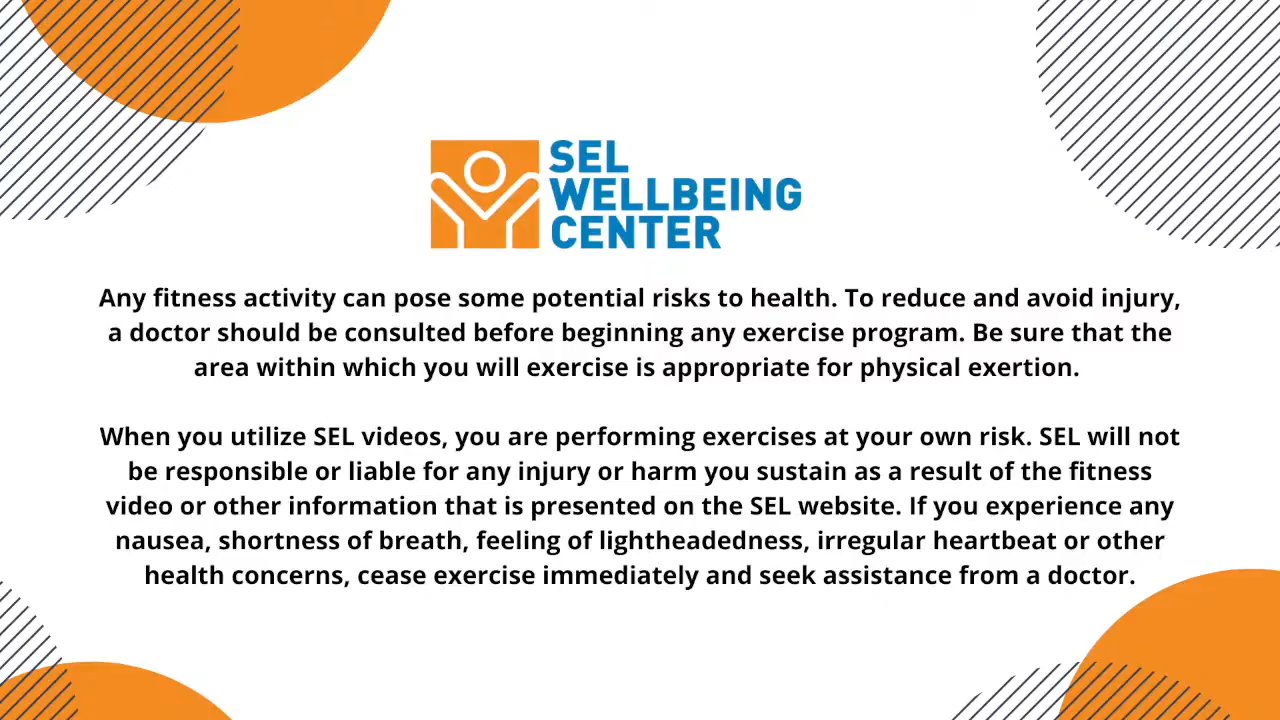 SEL
WELLBEING
CENTER
Any fitness activity can pose some potential risks to health. To reduce and avoid injury,
a doctor should be consulted before beginning any exercise program. Be sure that the
area within which you will exercise is appropriate for physical exertion.
When you utilize SEL videos, you are performing exercises at your own risk. SEL will not
be responsible or liable for any injury or harm you sustain as a result of the fitness
video or other information that is presented on the SEL website. If you experience any
nausea, shortness of breath, feeling of lightheadedness, irregular heartbeat or other
health concerns, cease exercise immediately and seek assistance from a doctor.